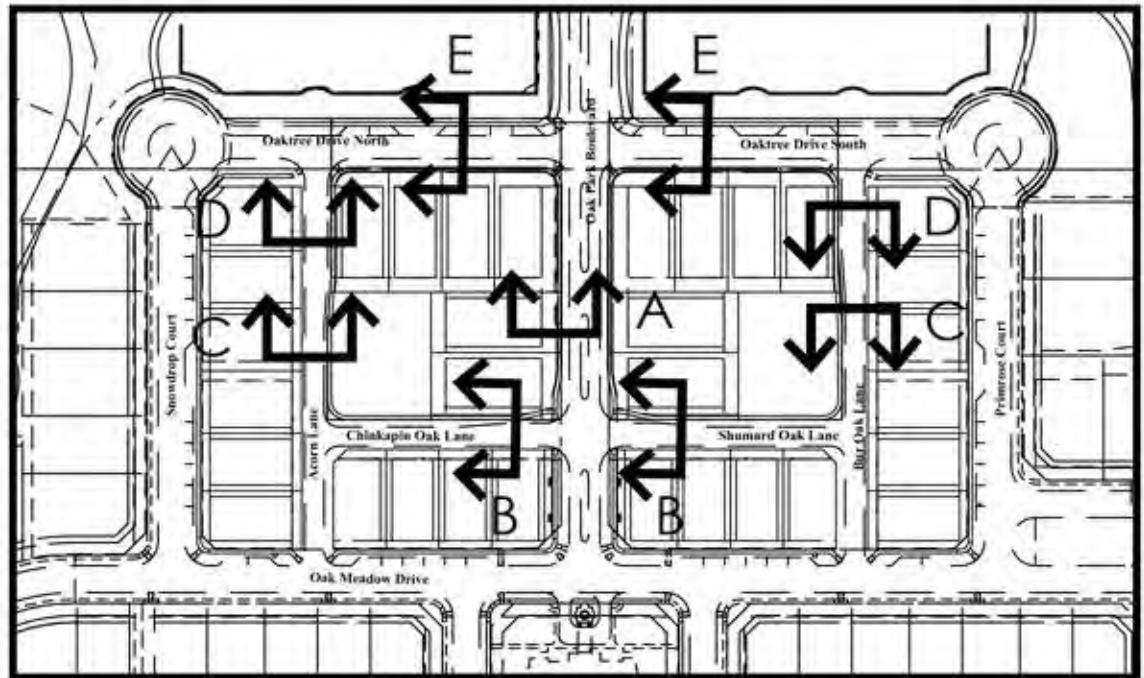 E
E
Oak Park Boulevard
Oaktree Drive North
Oaktree Drive South
D
D
A
C
C
Snowdrop Court
Primrose Court
Acorn Lane
Bur Oak Lane
Chinkapin Oak Lane
Shumard Oak Lane
B
B
Oak Meadow Drive